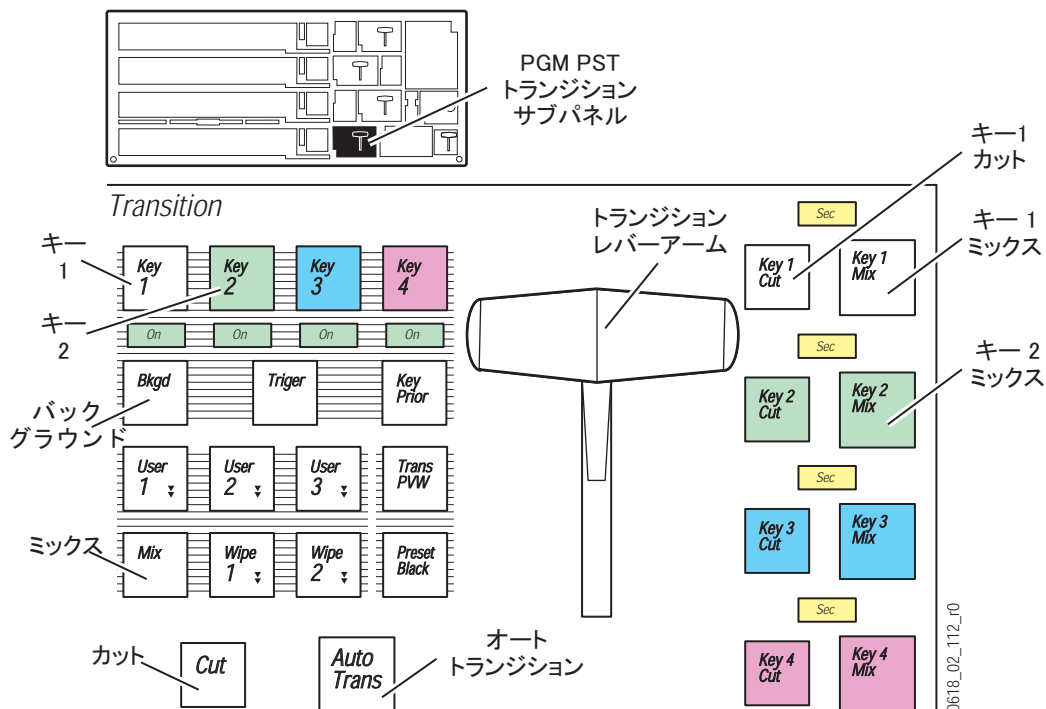 PGM PST
トランジション
サブパネル
Transition
キー
1
キー
2
バック
グラウンド
ミックス
カット
オート
トランジション
トランジション
レバーアーム
キー1
カット
キー 1
ミックス
キー 2
ミックス
Key
1
Key
2
Key
3
Key
4
On
On
On
On
Bkgd
Triger
Key
Prior
User
1
User
2
User
3
Trans
PVW
Mix
Wipe
1
Wipe
2
Preset
Black
Cut
Auto
Trans
Sec
Key 1
Cut
Key 1
Mix
Sec
Key 2
Cut
Key 2
Mix
Sec
Key 3
Cut
Key 3
Mix
Sec
Key 4
Cut
Key 4
Mix
0618_02_112_r0